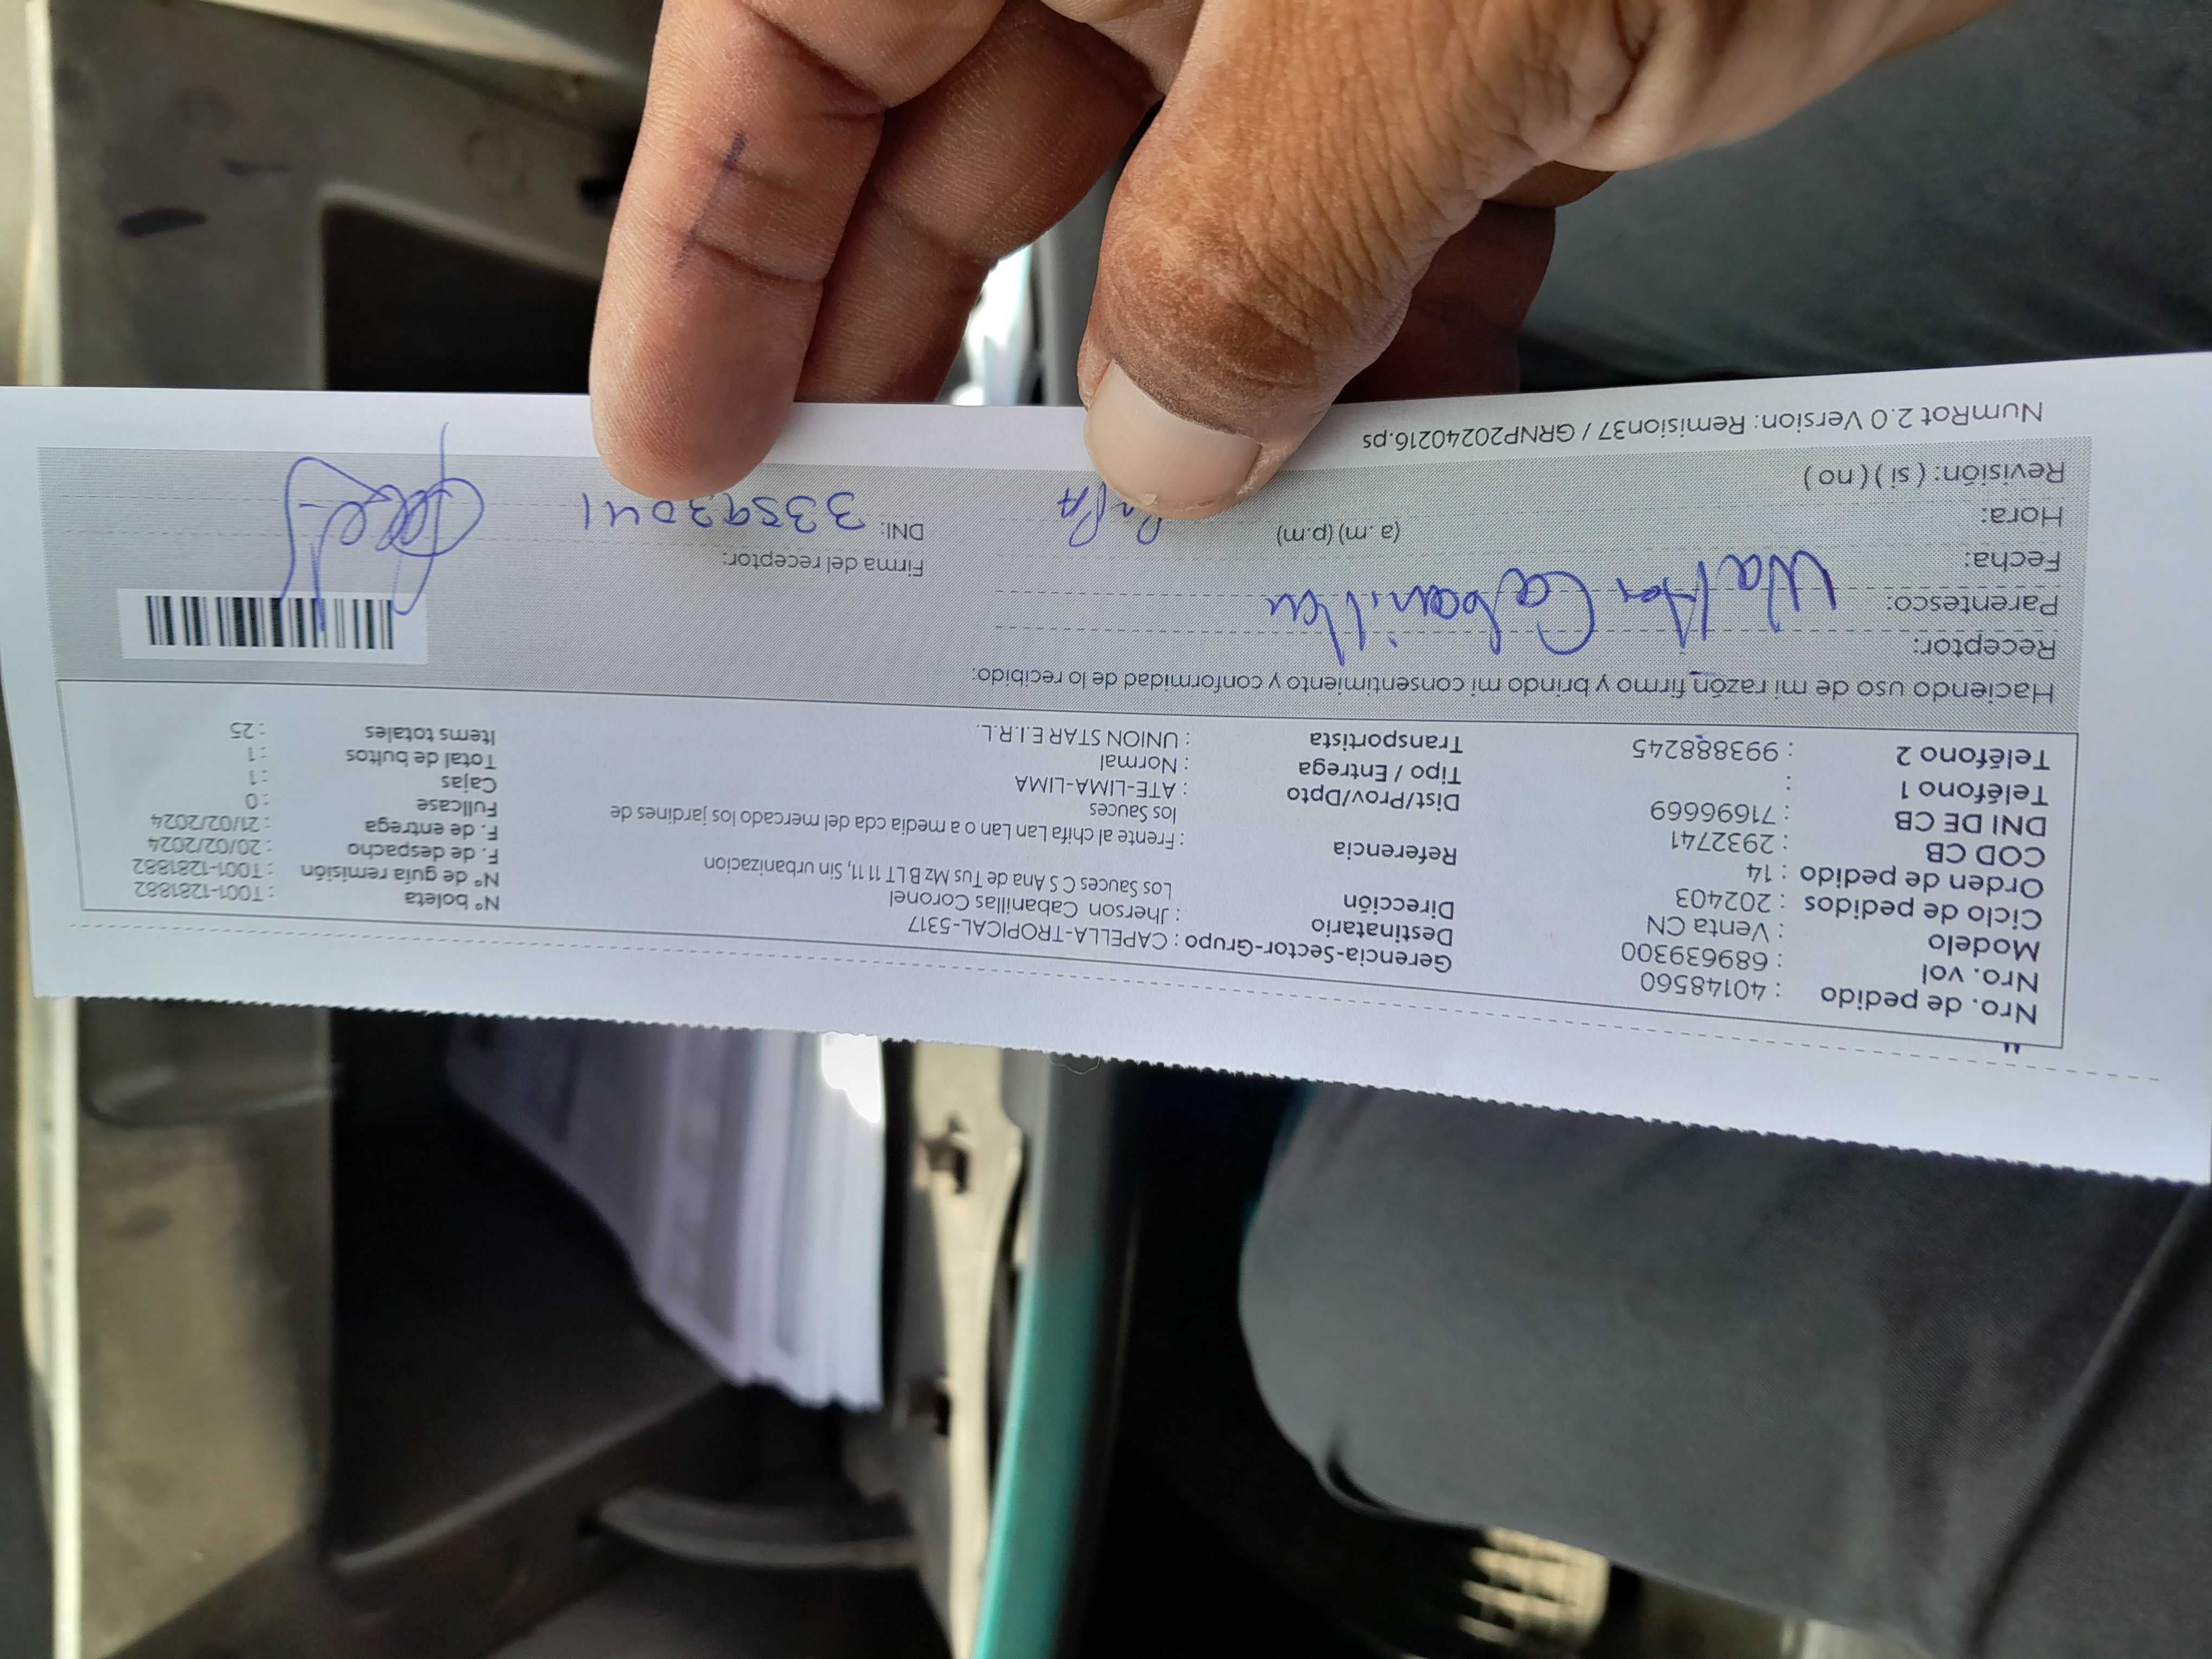 Nro. de pedido : 40148560
Nro. vol : 689639300
Modelo : Venta CN
Ciclo de pedidos : 202403
Orden de pedido : 14
COD CB : 2932741
DNI DE CB : 71696669
Teléfono 1 :
Teléfono 2 : 993888245
Gerencia-Sector-Grupo : CAPELLA-TROPICAL-5317
Destinatario : Jherson Cabanillas Coronel
Dirección Los Sauces C S Ana de Tus Mz B LT 11 11, Sin urbanizacion
Referencia : Frente al chifa Lan Lan o a media cda del mercado los jardines de
los Sauces
Dist/Prov/Dpto : ATE-LIMA-LIMA
Tipo / Entrega : Normal
Transportista : UNION STAR E.I.R.L.
Nº boleta : T001-1281882
Nº de guía remisión : T001-1281882
F. de despacho : 20/02/2024
F. de entrega : 21/02/2024
Fullcase : 0
Cajas : 1
Total de bultos : 1
Items totales : 25
Haciendo uso de mi razón firmo y brindo mi consentimiento y conformidad de lo recibido:
Receptor:
Walter Cabanillas
Parentesco:
Fecha:
Hora: (a. m) (p.m)
Revisión: ( si ) ( no )
Firma del receptor:
DNI: 33593041
NumRot 2.0 Version: Remision37 / GRNP20240216.ps